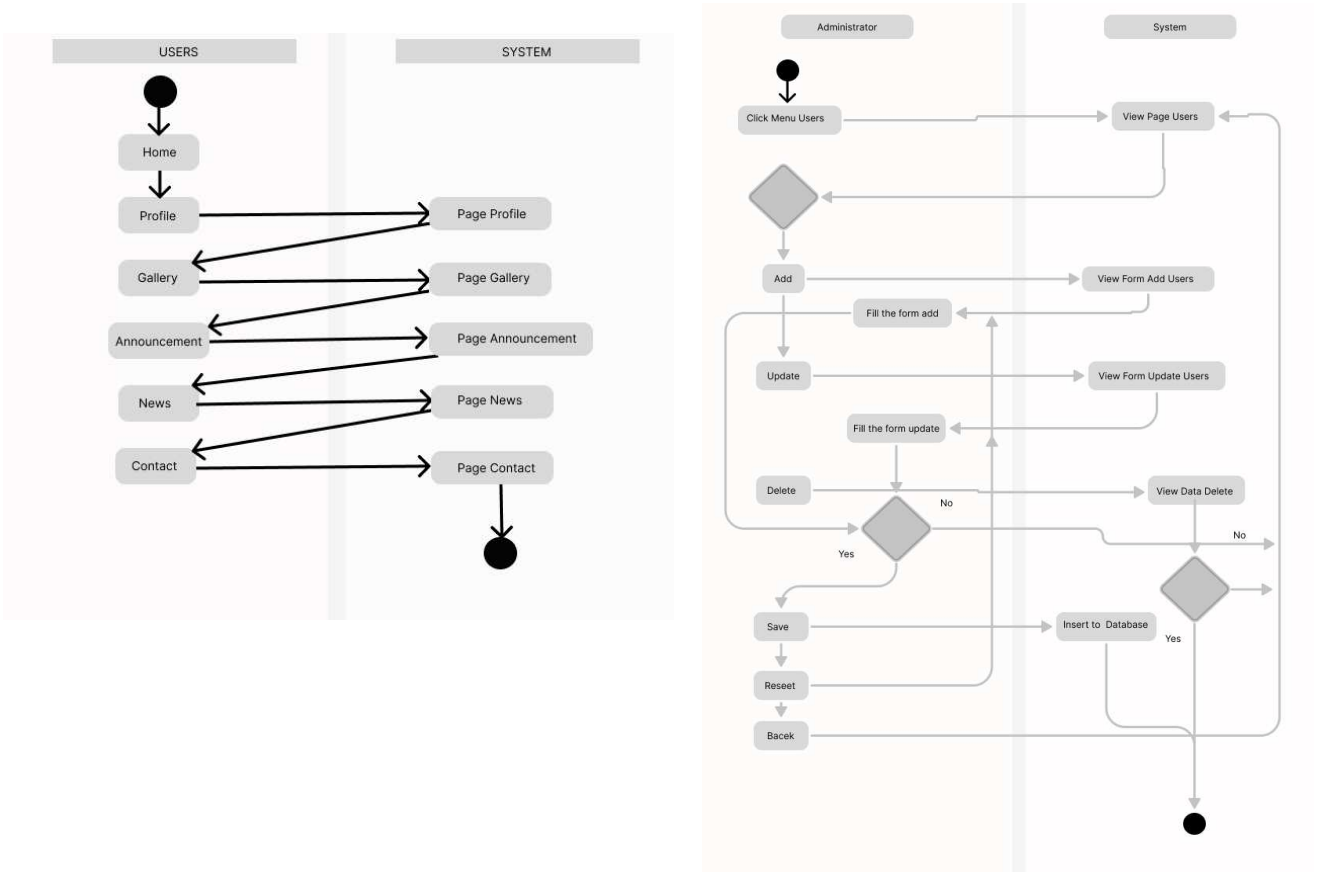 USERS
SYSTEM
Home
Profile
Page Profile
Gallery
Page Gallery
Announcement
Page Announcement
News
Page News
Contact
Page Contact
Administrator
System
Click Menu Users
View Page Users
Add
View Form Add Users
Fill the form add
Update
View Form Update Users
Fill the form update
Delete
View Data Delete
No
No
Yes
Save
Insert to Database
Yes
Reseet
Bacek